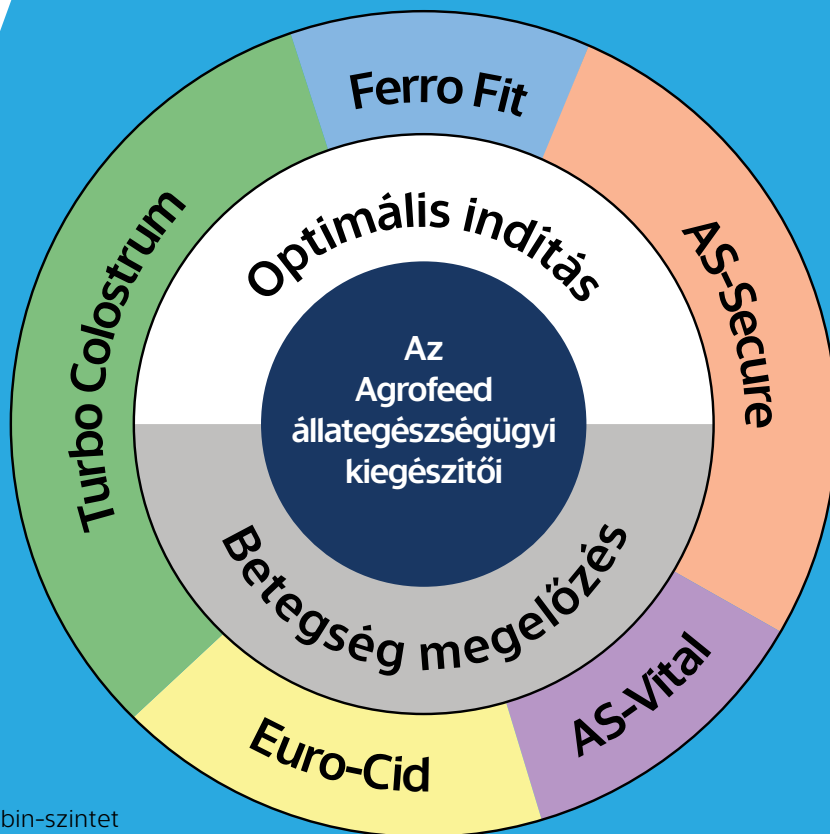 Ferro Fit
AS-Secure
Turbo Colostrum
Optimális indítás
Az
Agrofeed
állategészségügyi
kiegészítői
Betegség megelőzés
AS-Vital
Euro-Cid
bin-szintet